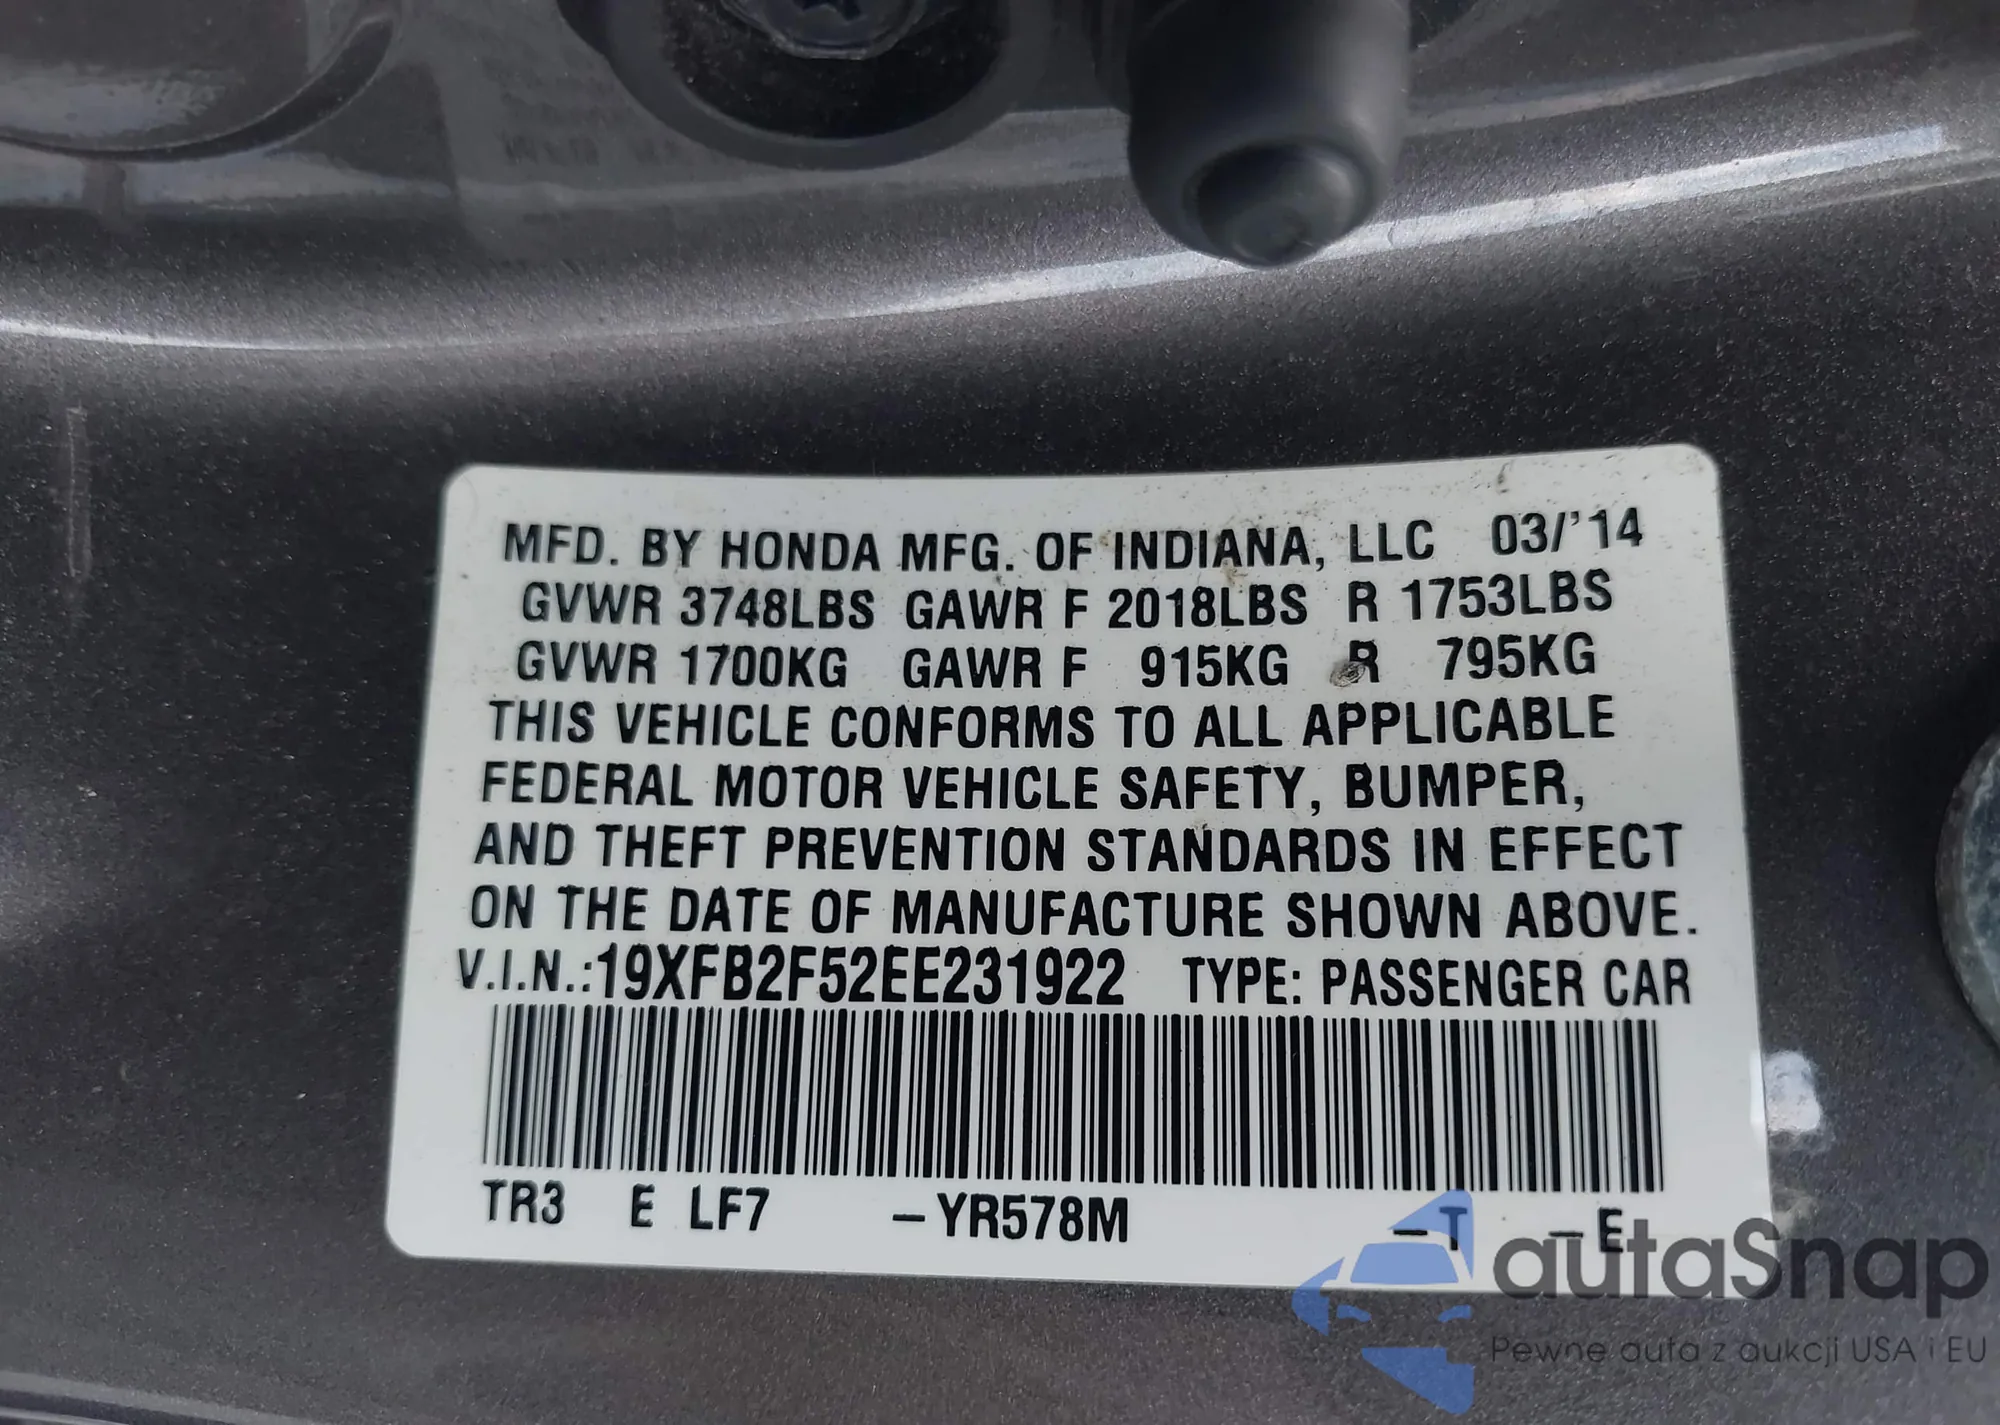 MFD. BY HONDA MFG. OF INDIANA, LLC 03/'14
GVWR 3748LBS GAWR F 2018LBS R 1753LBS
GVWR 1700KG GAWR F 915KG R 795KG
THIS VEHICLE CONFORMS TO ALL APPLICABLE
FEDERAL MOTOR VEHICLE SAFETY, BUMPER,
AND THEFT PREVENTION STANDARDS IN EFFECT
ON THE DATE OF MANUFACTURE SHOWN ABOVE.
V.I.N.:19XFB2F52EE231922 TYPE: PASSENGER CAR
TR3 E LF7 –YR578M –T –E
autaSnap
Pewne auta z aukcji USA i EU